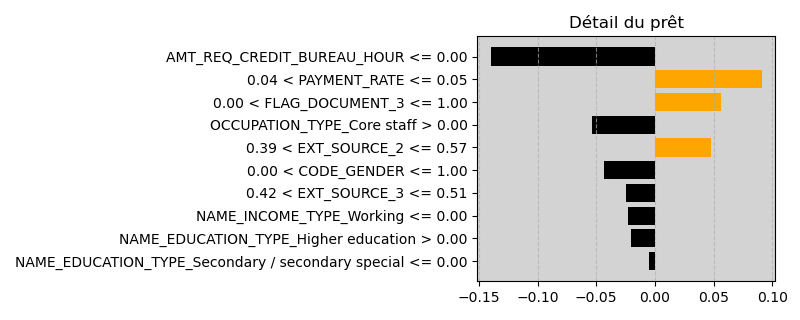 Détail du prêt
AMT_REQ_CREDIT_BUREAU_HOUR <= 0.00
0.04 < PAYMENT_RATE <= 0.05
0.00 < FLAG_DOCUMENT_3 <= 1.00
OCCUPATION_TYPE_Core staff > 0.00
0.39 < EXT_SOURCE_2 <= 0.57
0.00 < CODE_GENDER <= 1.00
0.42 < EXT_SOURCE_3 <= 0.51
NAME_INCOME_TYPE_Working <= 0.00
NAME_EDUCATION_TYPE_Higher education > 0.00
NAME_EDUCATION_TYPE_Secondary / secondary special <= 0.00
−0.15 −0.10 −0.05 0.00 0.05 0.10